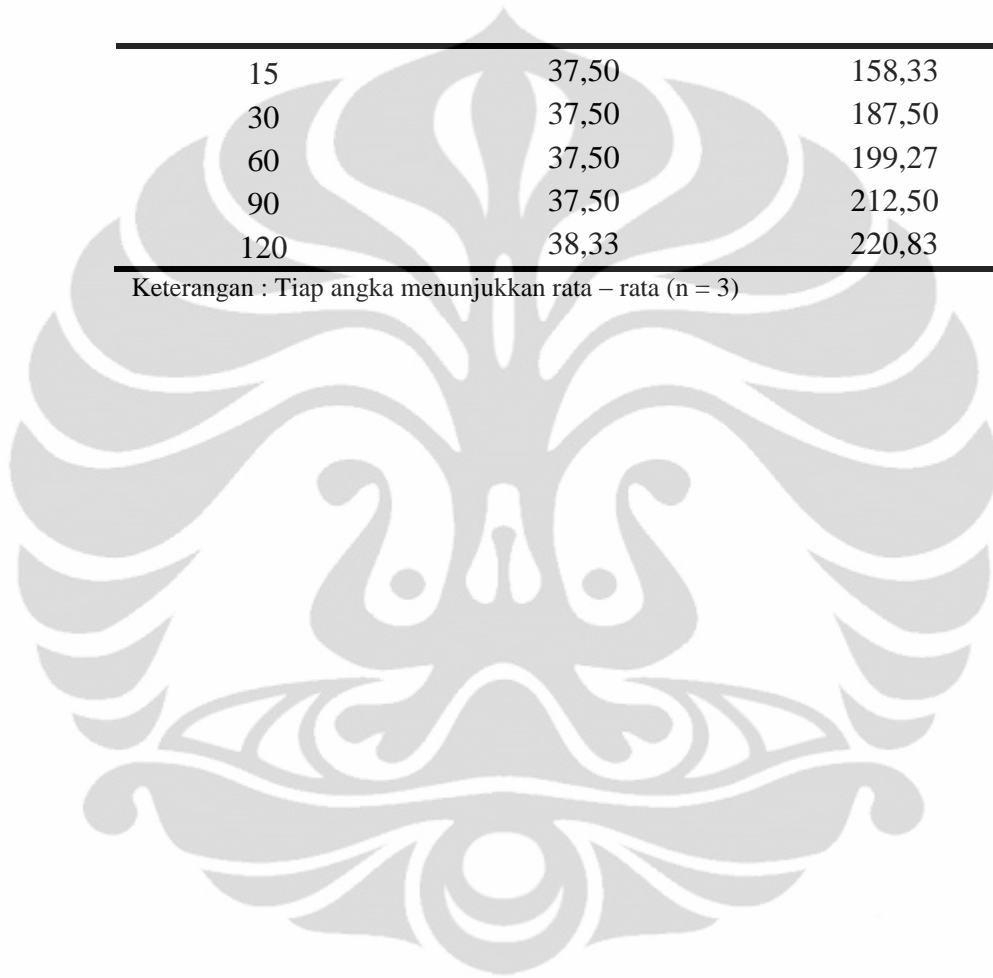 15 37,50 158,33
30 37,50 187,50
60 37,50 199,27
90 37,50 212,50
120 38,33 220,83
Keterangan : Tiap angka menunjukkan rata – rata (n = 3)